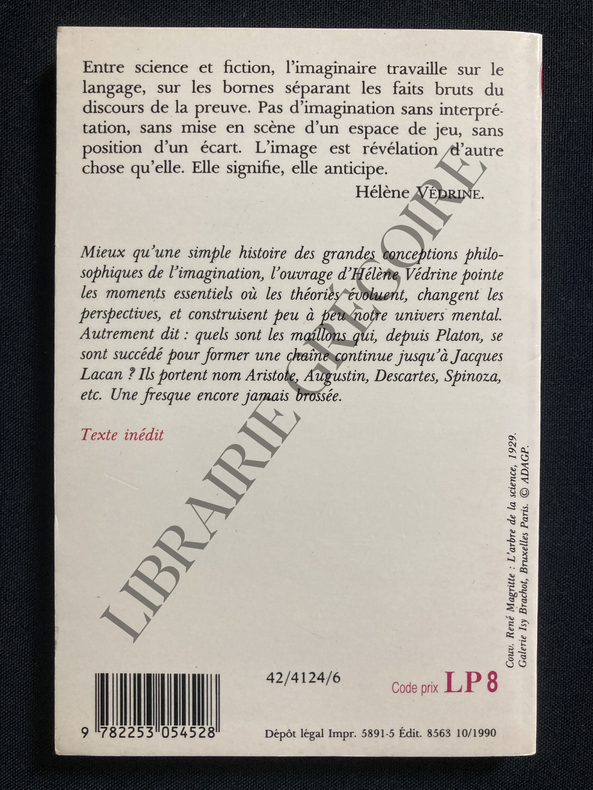 Entre science et fiction, l'imaginaire travaille sur le
langage, sur les bornes séparant les faits bruts du
discours de la preuve. Pas d'imagination sans interpré-
tation, sans mise en scène d'un espace de jeu, sans
position d'un écart. L'image est révélation d'autre
chose qu'elle. Elle signifie, elle anticipe.
Hélène VÉDRINE.
Mieux qu'une simple histoire des grandes conceptions philo-
sophiques de l'imagination, l'ouvrage d'Hélène Védrine pointe
les moments essentiels où les théories évoluent, changent les
perspectives, et construisent peu à peu notre univers mental.
Autrement dit : quels sont les maillons qui, depuis Platon, se
sont succédé pour former une chaîne continue jusqu'à Jacques
Lacan ? Ils portent nom Aristote, Augustin, Descartes, Spinoza,
etc. Une fresque encore jamais brossée.
Texte inédit
LIBRAIRIE GRÉGOIRE
Couv. René Magritte : L'arbre de la science, 1929.
Galerie Isy Brachot, Bruxelles Paris. © ADAGP.
42/4124/6
Code prix LP 8
9 782253 054528
Dépôt légal Impr. 5891-5 Édit. 8563 10/1990